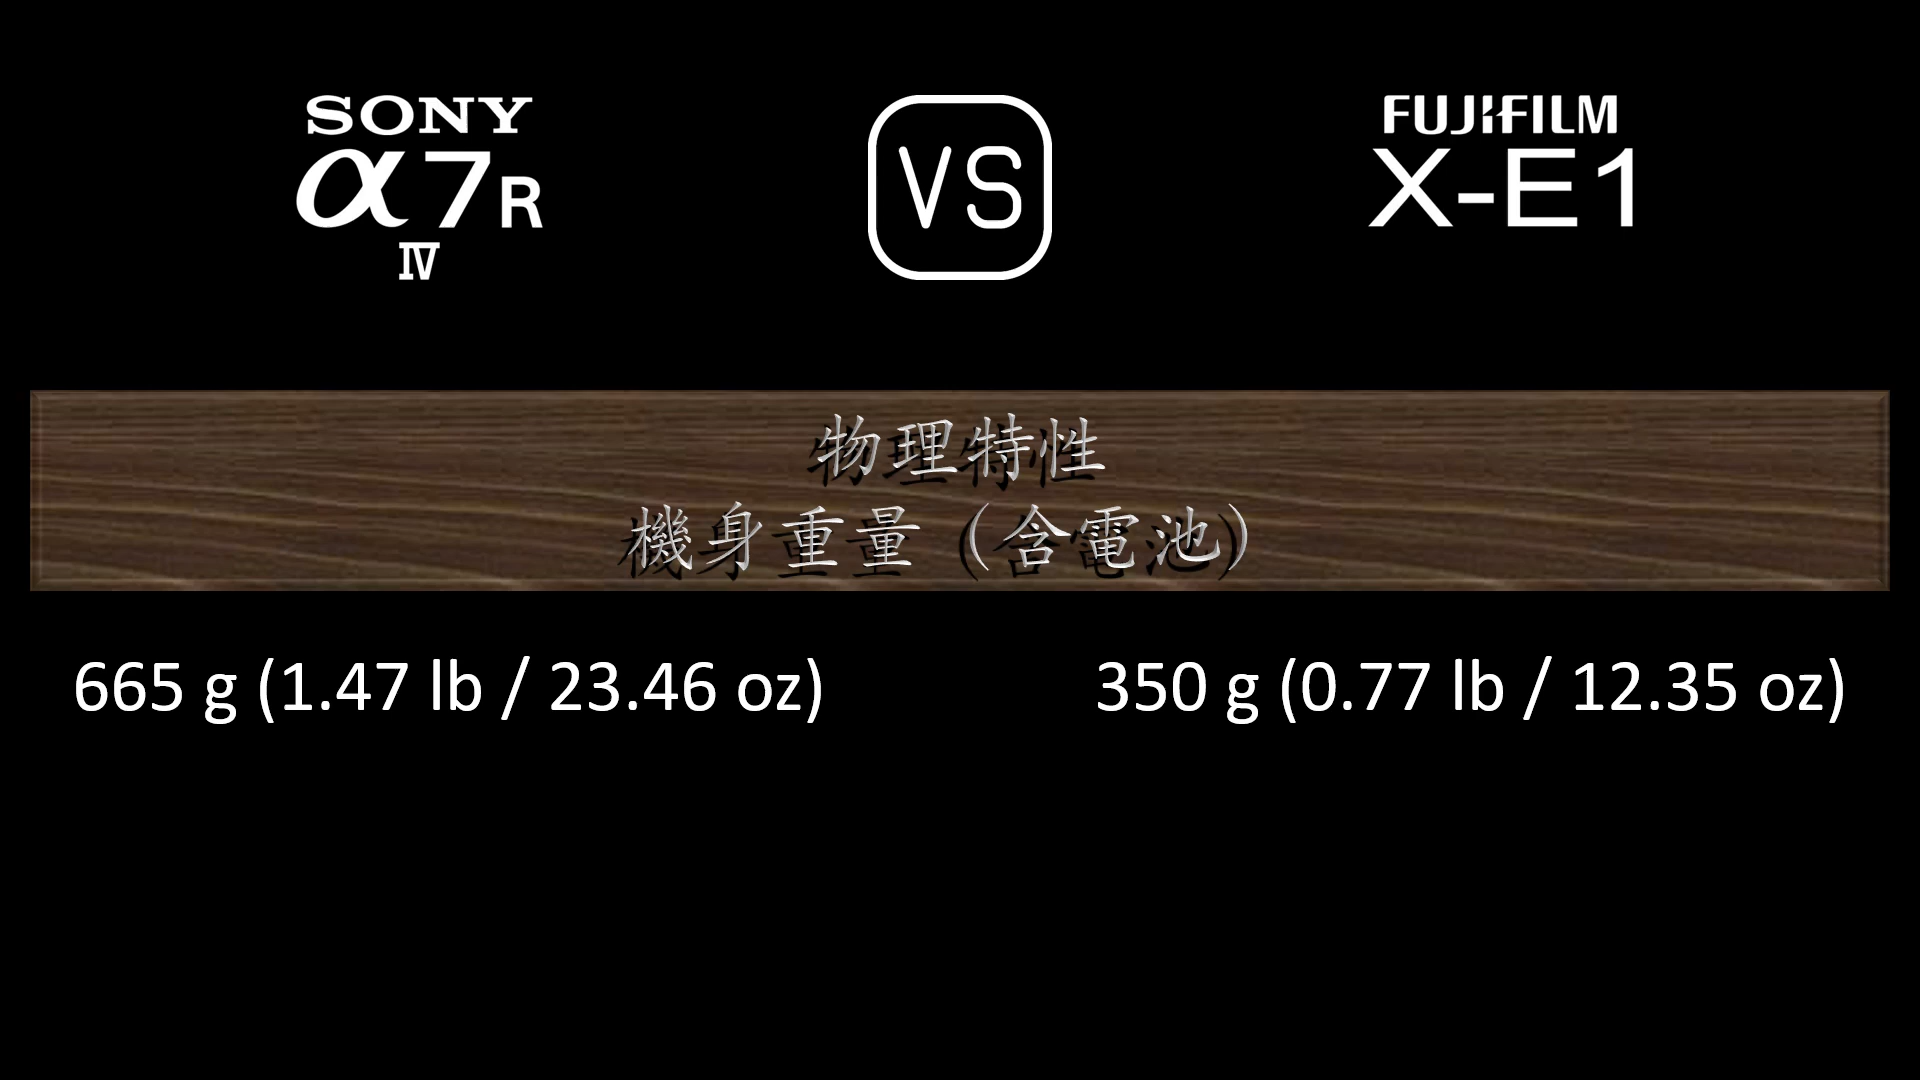 SONY
α7R
IV
VS
FUJIFILM
X-E1
物理特性
機身重量（含電池）
665 g (1.47 lb / 23.46 oz)
350 g (0.77 lb / 12.35 oz)